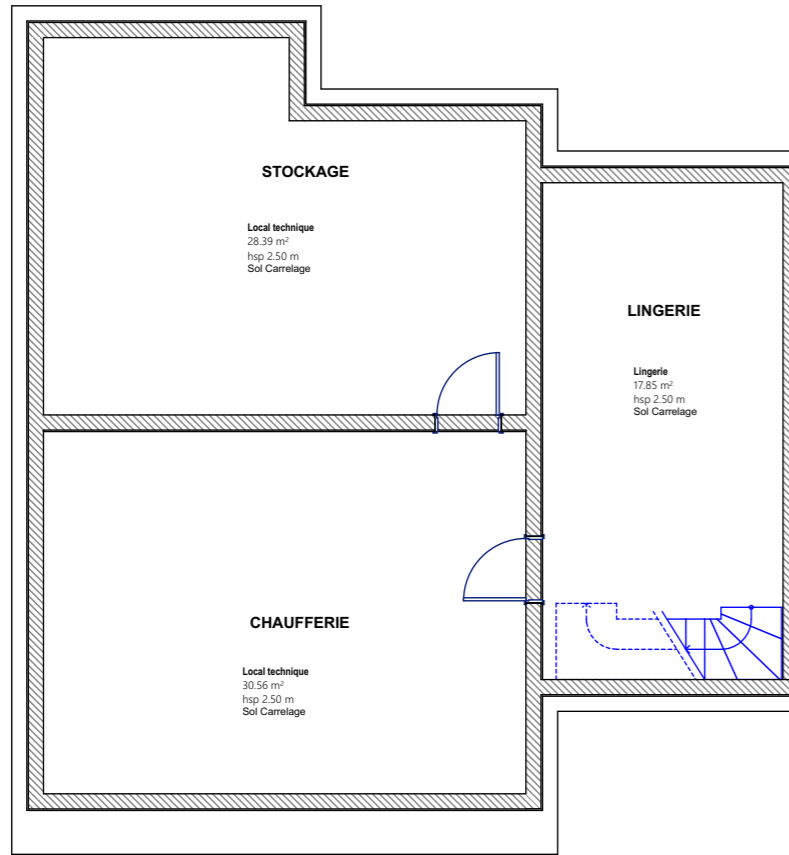 STOCKAGE
Local technique
28.39 m²
hsp 2.50 m
Sol Carrelage
LINGERIE
Lingerie
17.85 m²
hsp 2.50 m
Sol Carrelage
CHAUFFERIE
Local technique
30.56 m²
hsp 2.50 m
Sol Carrelage